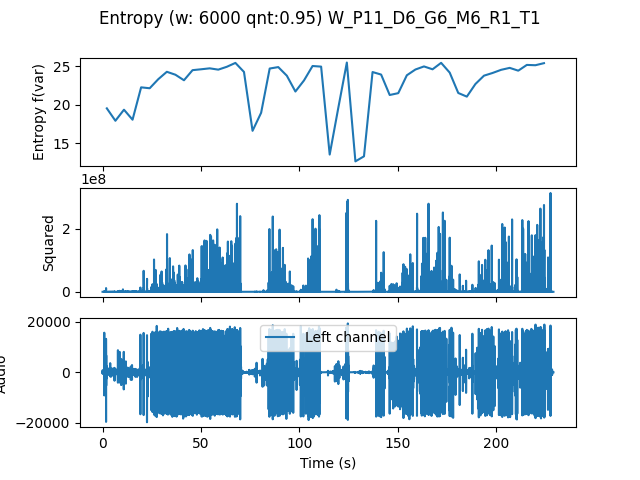 Entropy (w: 6000 qnt:0.95) W_P11_D6_G6_M6_R1_T1
Entropy f(var)
25
20
15
1e8
Squared
2
0
Audio
20000
0
−20000
Left channel
0
50
100
150
200
Time (s)